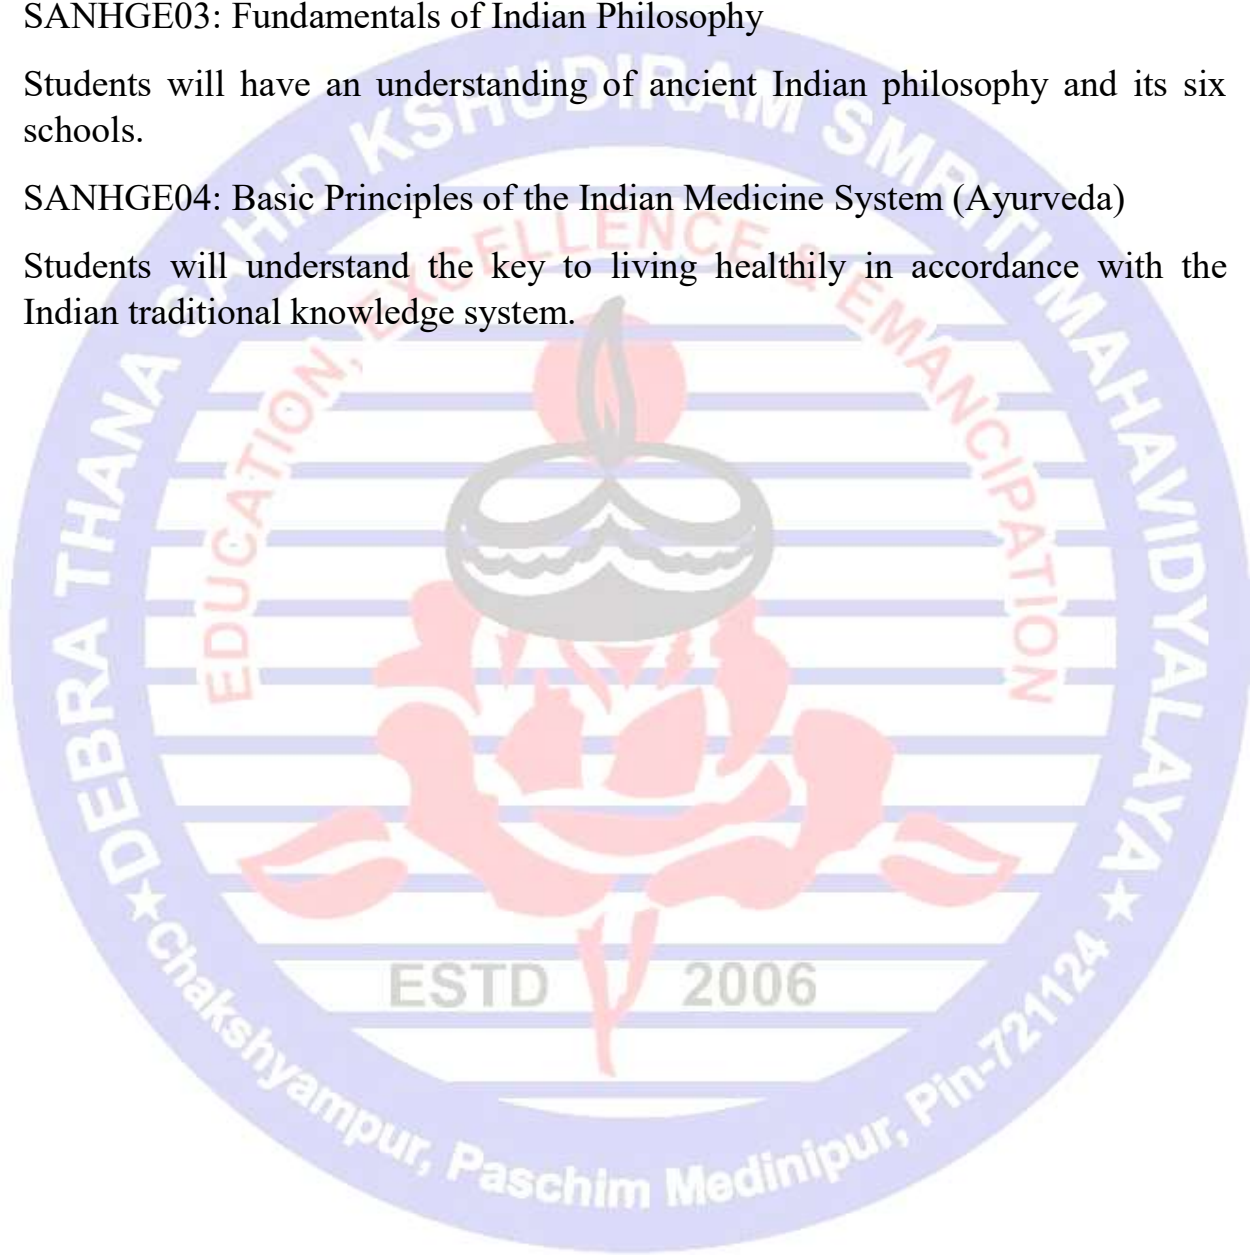 SANHGE03: Fundamentals of Indian Philosophy
Students will have an understanding of ancient Indian philosophy and its six
schools.
SANHGE04: Basic Principles of the Indian Medicine System (Ayurveda)
Students will understand the key to living healthily in accordance with the
Indian traditional knowledge system.
DEBRA THANA SAHID KSHUDIRAM SMRITI MAHAVIDYALAYA
EDUCATION, EXCELLENCE & EMANCIPATION
ESTD 2006
Chakshyampur, Paschim Medinipur, Pin-721124